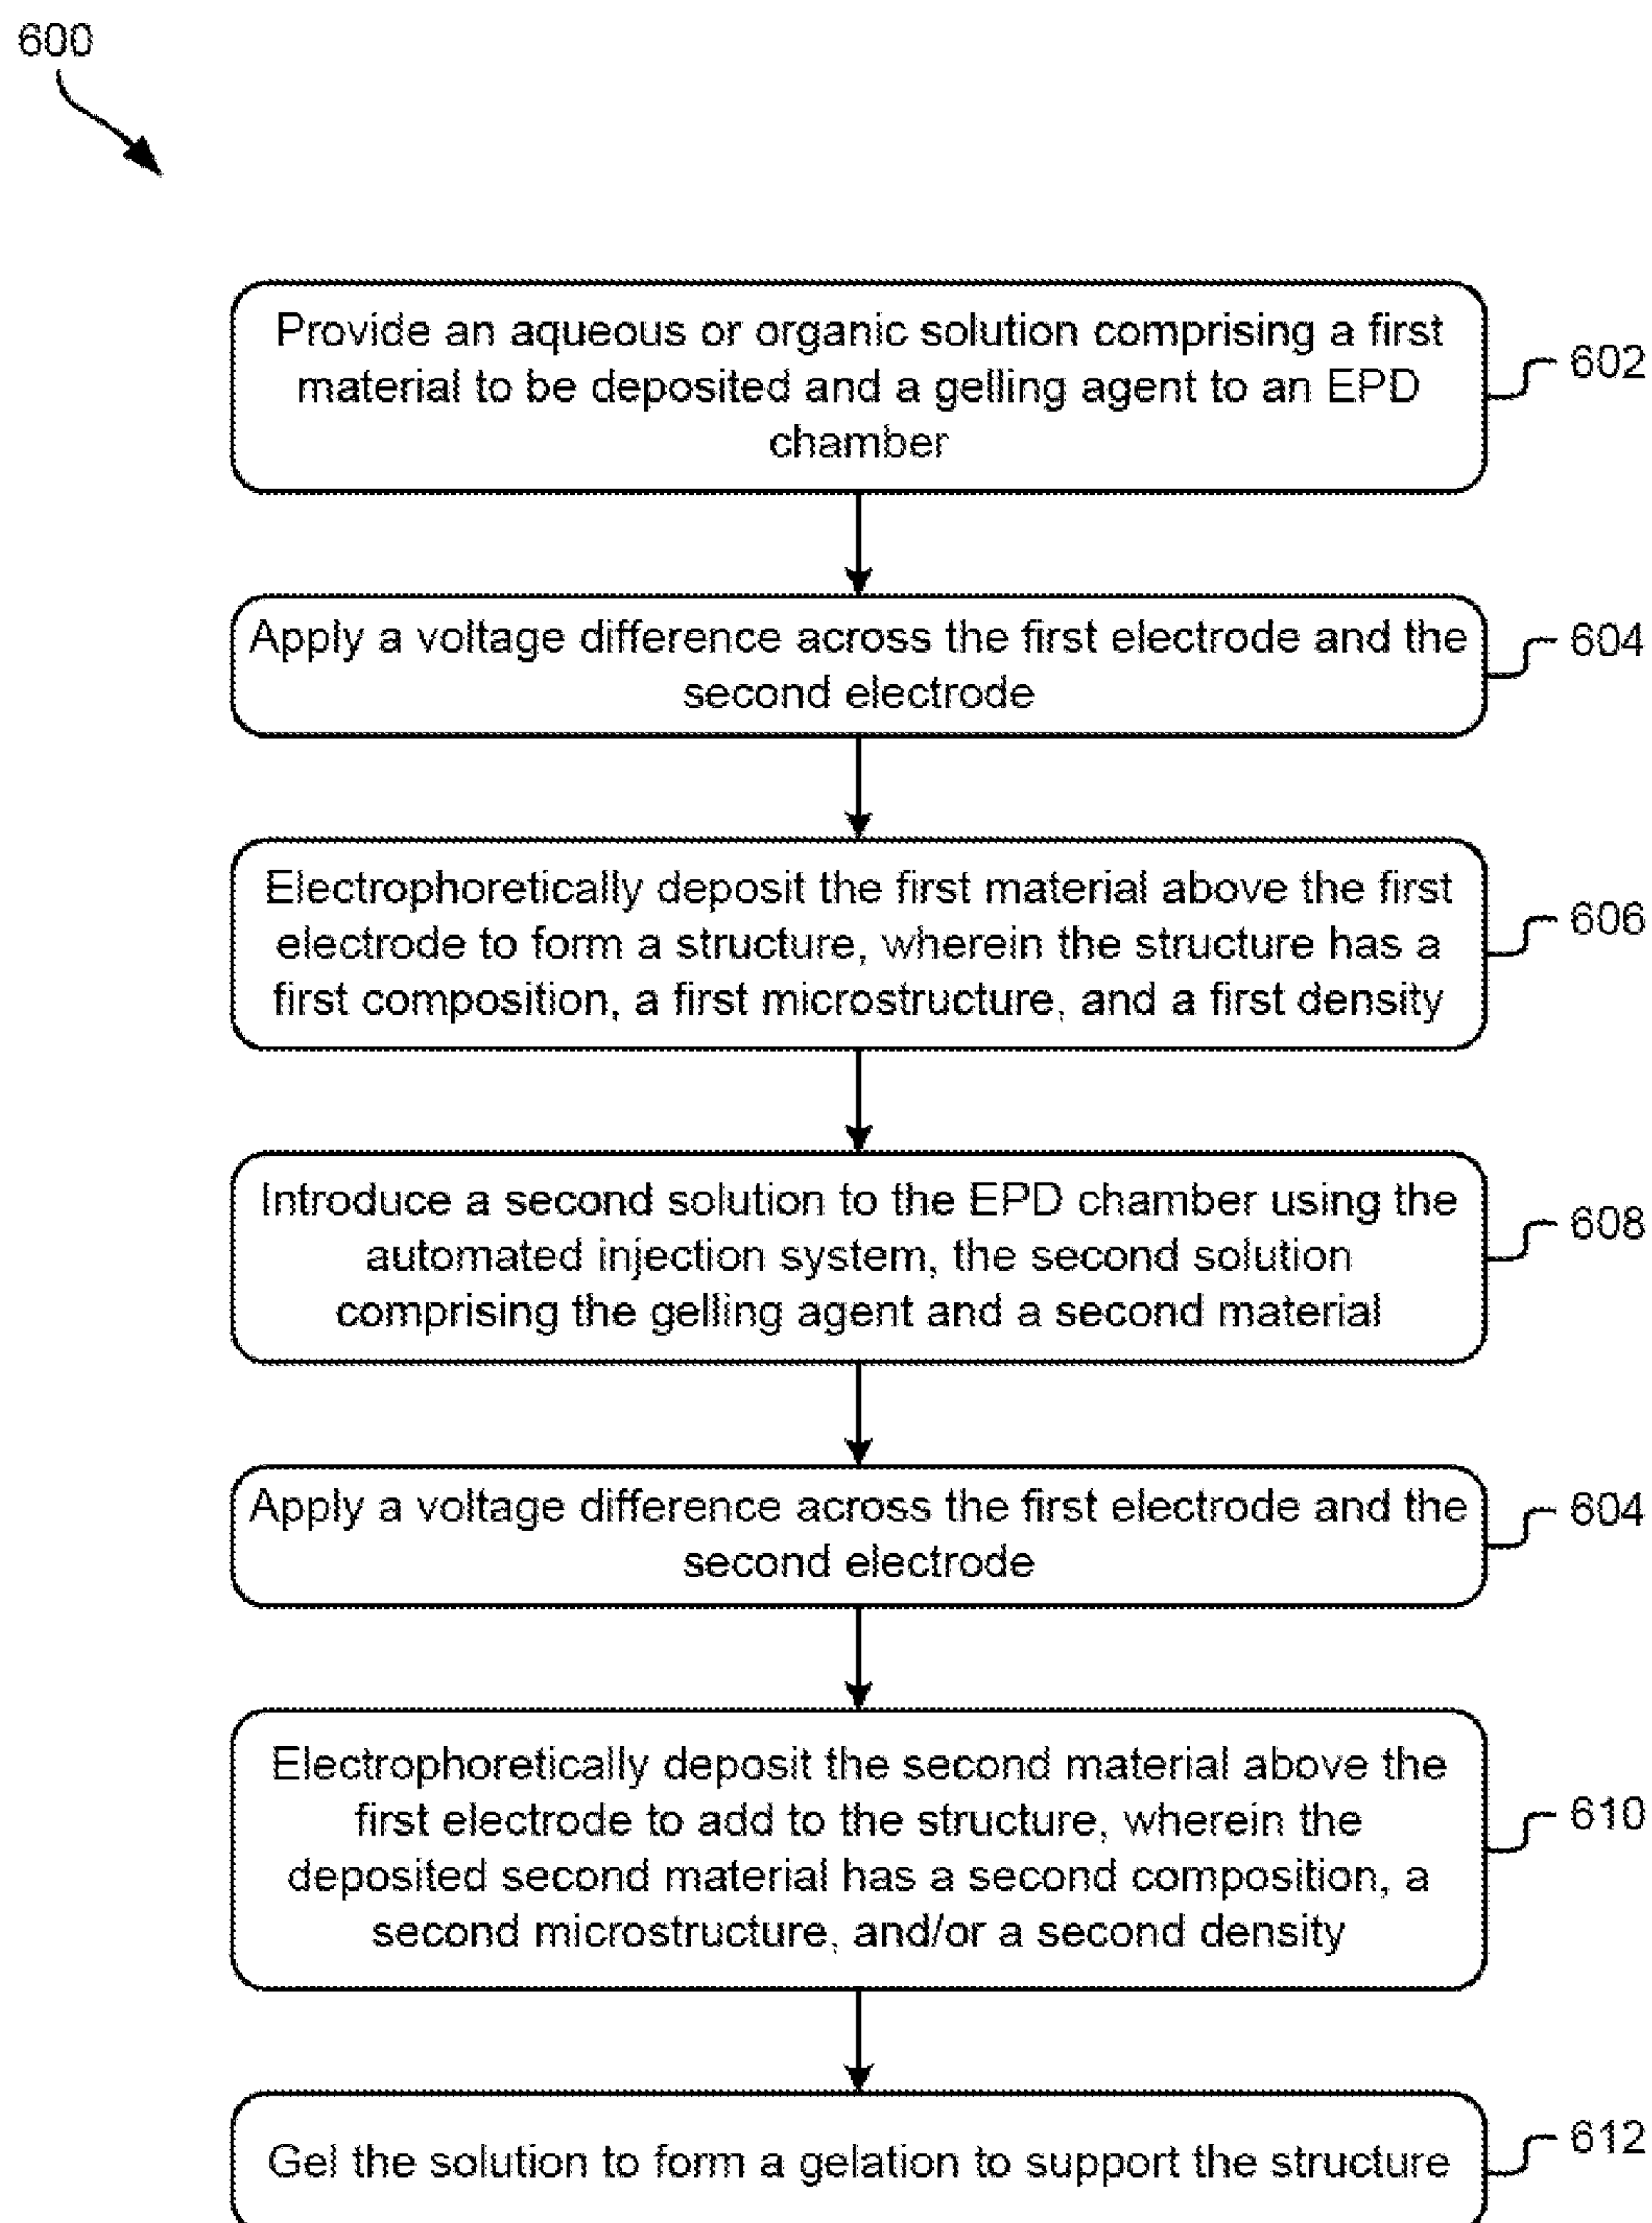 600
Provide an aqueous or organic solution comprising a first
material to be deposited and a gelling agent to an EPD
chamber
602
Apply a voltage difference across the first electrode and the
second electrode
604
Electrophoretically deposit the first material above the first
electrode to form a structure, wherein the structure has a
first composition, a first microstructure, and a first density
606
Introduce a second solution to the EPD chamber using the
automated injection system, the second solution
comprising the gelling agent and a second material
608
Apply a voltage difference across the first electrode and the
second electrode
604
Electrophoretically deposit the second material above the
first electrode to add to the structure, wherein the
deposited second material has a second composition, a
second microstructure, and/or a second density
610
Gel the solution to form a gelation to support the structure
612